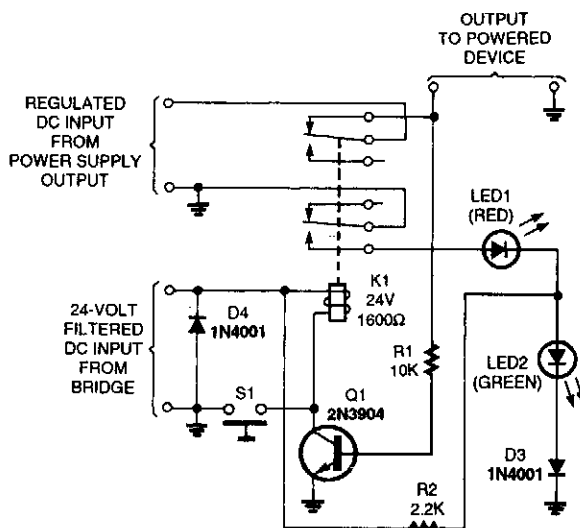 OUTPUT
TO POWERED
DEVICE
REGULATED
DC INPUT
FROM
POWER SUPPLY
OUTPUT
LED1
(RED)
K1
24V
1600Ω
24-VOLT
FILTERED
DC INPUT
FROM
BRIDGE
D4
1N4001
R1
10K
LED2
(GREEN)
S1
Q1
2N3904
D3
1N4001
R2
2.2K